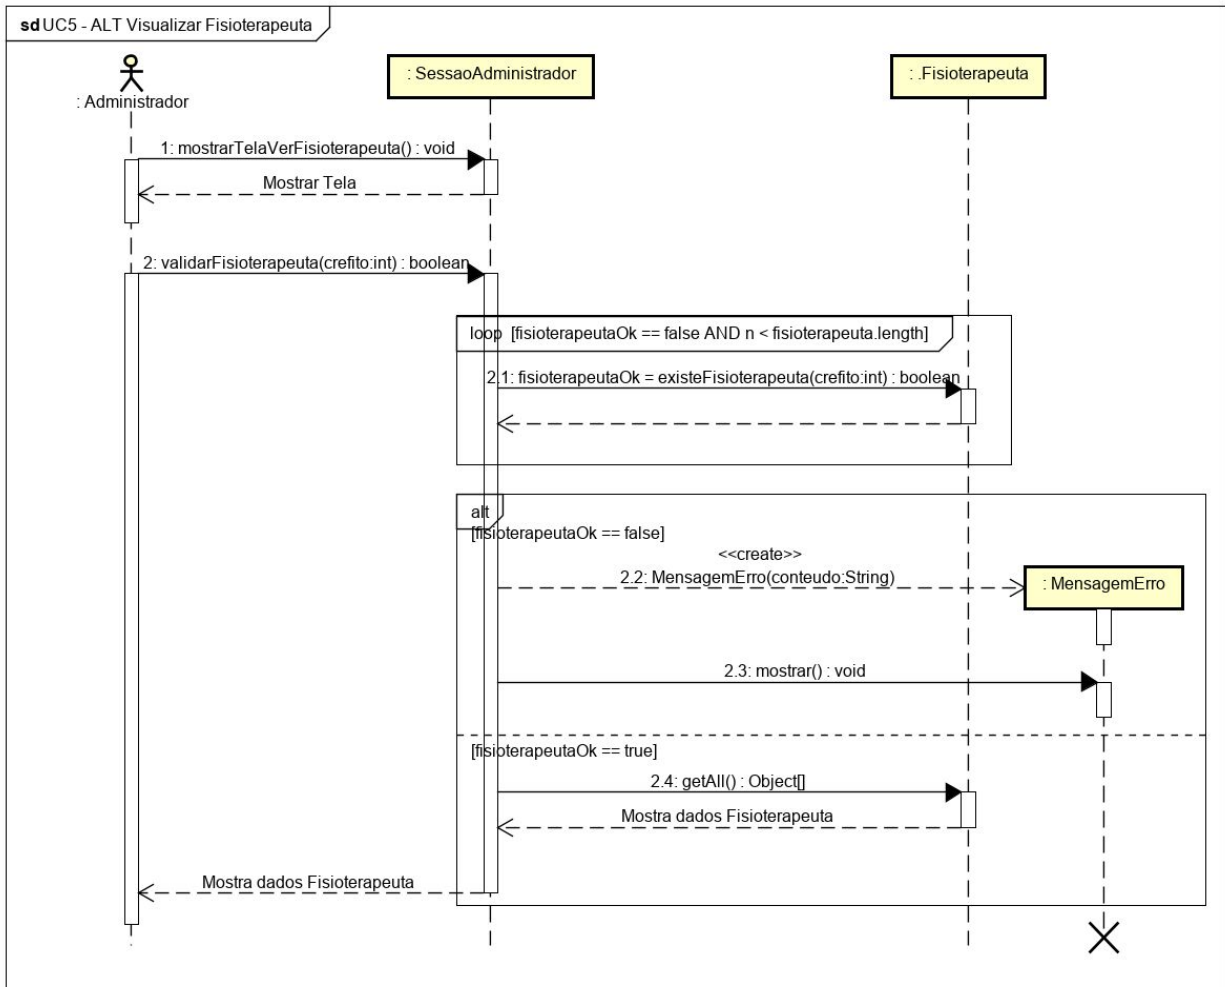 sd UC5 - ALT Visualizar Fisioterapeuta
: Administrador
: SessaoAdministrador
: .Fisioterapeuta
1: mostrarTelaVerFisioterapeuta() : void
Mostrar Tela
2: validarFisioterapeuta(crefito:int) : boolean
loop [fisioterapeutaOk == false AND n < fisioterapeuta.length]
2.1: fisioterapeutaOk = existeFisioterapeuta(crefito:int) : boolean
alt
[fisioterapeutaOk == false]
<<create>>
2.2: MensagemErro(conteudo:String)
: MensagemErro
2.3: mostrar() : void
[fisioterapeutaOk == true]
2.4: getAll() : Object[]
Mostra dados Fisioterapeuta
Mostra dados Fisioterapeuta